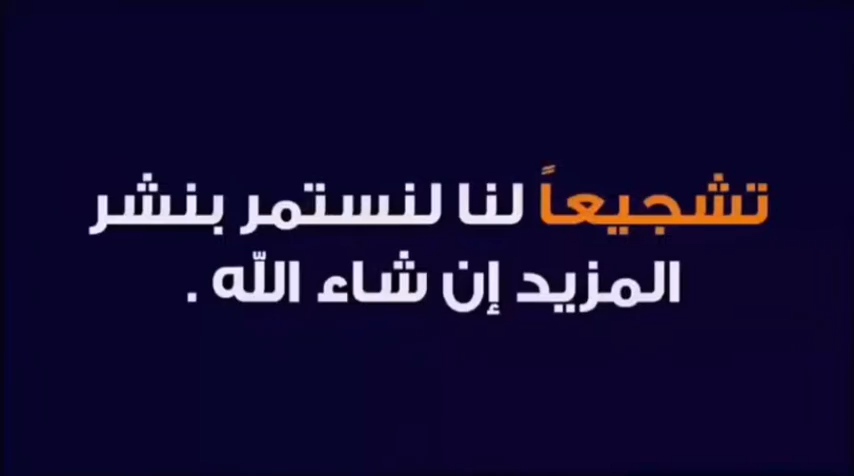 تشجيعاً لنا لنستمر بنشر
المزيد إن شاء الله .